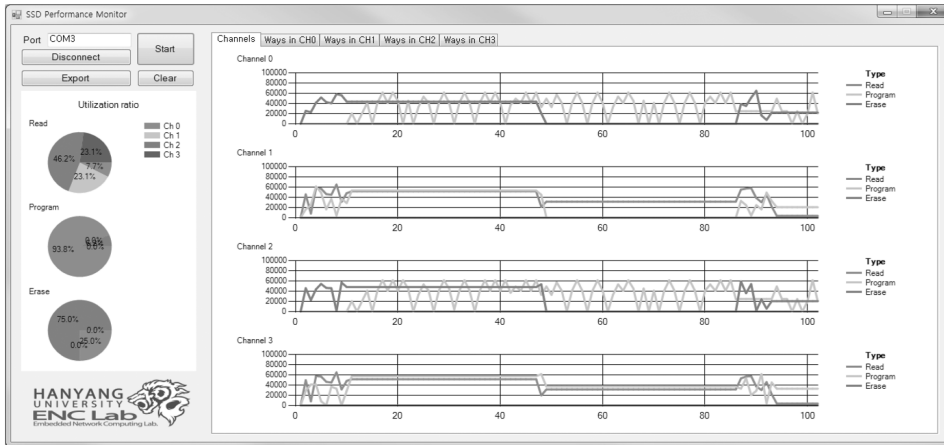 SSD Performance Monitor
Port COM3
Start
Disconnect
Export
Clear
Utilization ratio
Read
46.2%
23.1%
7.7%
23.1%
Ch 0
Ch 1
Ch 2
Ch 3
Program
93.8%
0.0%
Erase
75.0%
0.0%
25.0%
0.0%
HANYANG
UNIVERSITY
ENC Lab
Embedded Network Computing Lab.
Channels Ways in CH0 Ways in CH1 Ways in CH2 Ways in CH3
Channel 0
100000
80000
60000
40000
20000
0
0 20 40 60 80 100
Type
Read
Program
Erase
Channel 1
100000
80000
60000
40000
20000
0
0 20 40 60 80 100
Type
Read
Program
Erase
Channel 2
100000
80000
60000
40000
20000
0
0 20 40 60 80 100
Type
Read
Program
Erase
Channel 3
100000
80000
60000
40000
20000
0
0 20 40 60 80 100
Type
Read
Program
Erase